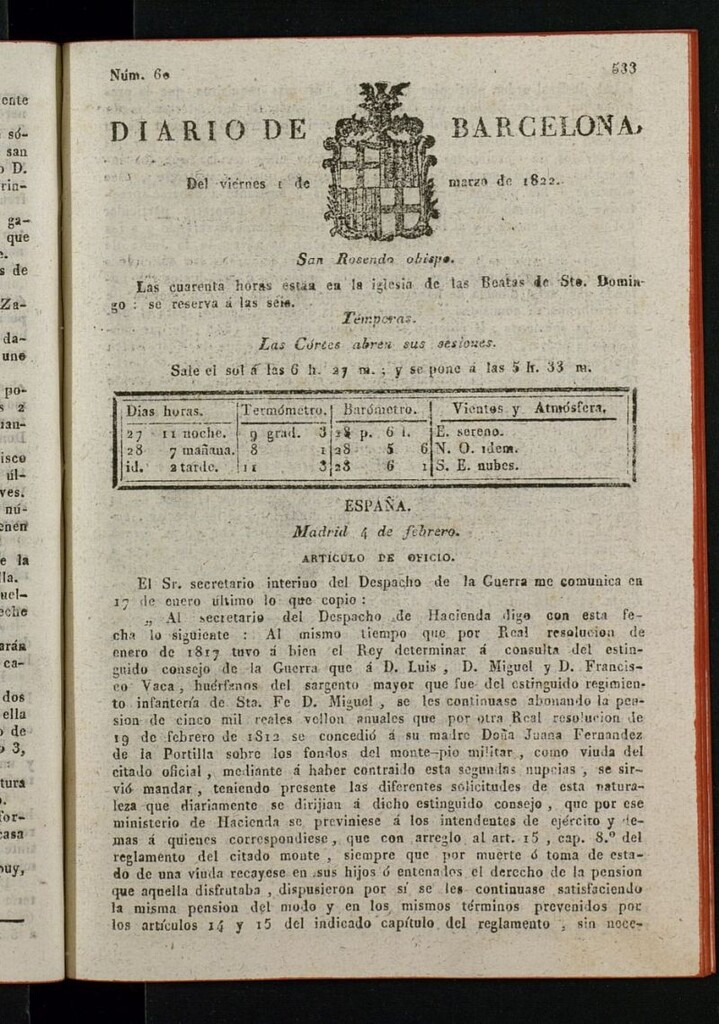 Núm. 60
533
DIARIO DE BARCELONA,
Del viernes 1 de marzo de 1822.
San Rosendo obispo.
Las cuarenta horas estan en la iglesia de las Beatas de Sto. Domin-
go : se reserva á las seis.
Témporas.
Las Córtes abren sus sesiones.
Sale el sol á las 6 h. 27 m. ; y se pone á las 5 h. 33 m.
Dias horas. Termómetro. Barómetro. Vientos y Atmósfera.
27 11 noche. 9 grad. 3 28 p. 6 l. E. sereno.
28 7 mañana. 8 1 28 5 6 N. O. idem.
id. 2 tarde. 11 3 28 6 1 S. E. nubes.
ESPAÑA.
Madrid 4 de febrero.
ARTÍCULO DE OFICIO.
El Sr. secretario interino del Despacho de la Guerra me comunica en
17 de enero último lo que copio :
„ Al secretario del Despacho de Hacienda digo con esta fe-
cha lo siguiente : Al mismo tiempo que por Real resolucion de
enero de 1817 tuvo á bien el Rey determinar á consulta del estin-
guido consejo de la Guerra que á D. Luis , D. Miguel y D. Francis-
co Vaca , huérfanos del sargento mayor que fue del estinguido regimien-
to infantería de Sta. Fe D. Miguel , se les continuase abonando la pen-
sion de cinco mil reales vellon anuales que por otra Real resolucion de
19 de febrero de 1812 se concedió á su madre Doña Juana Fernandez
de la Portilla sobre los fondos del monte-pio militar , como viuda del
citado oficial , mediante á haber contraido esta segundas nupcias , se sir-
vió mandar , teniendo presente las diferentes solicitudes de esta natura-
leza que diariamente se dirijian á dicho estinguido consejo , que por ese
ministerio de Hacienda se previniese á los intendentes de ejército y de-
mas á quienes correspondiese , que con arreglo al art. 15 , cap. 8.º del
reglamento del citado monte , siempre que por muerte ó toma de esta-
do de una viuda recayese en sus hijos ó entenados el derecho de la pension
que aquella disfrutaba , dispusieron por sí se les continuase satisfaciendo
la misma pension del modo y en los mismos términos prevenidos por
los artículos 14 y 15 del indicado capítulo del reglamento , sin nece-